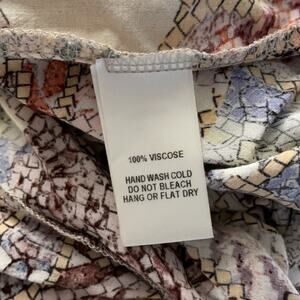 100% VISCOSE
HAND WASH COLD
DO NOT BLEACH
HANG OR FLAT DRY